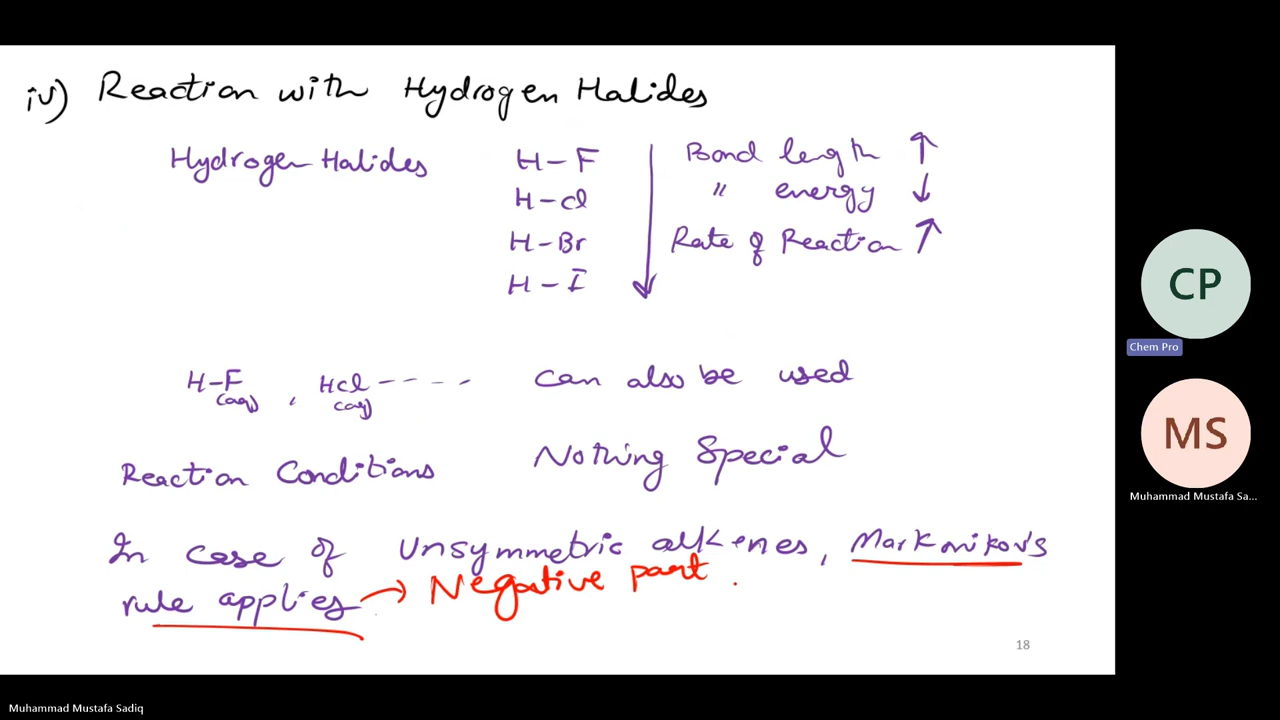 iv) Reaction with Hydrogen Halides
Hydrogen Halides H-F Bond length ↑
H-Cl " energy ↓
H-Br Rate of Reaction ↑
H-I
H-F (aq) , HCl (aq) ---- can also be used
Reaction Conditions Nothing Special
In case of Unsymmetric alkenes, Markonikov's
rule applies → Negative part .
18
CP
Chem Pro
MS
Muhammad Mustafa Sa...
Muhammad Mustafa Sadiq